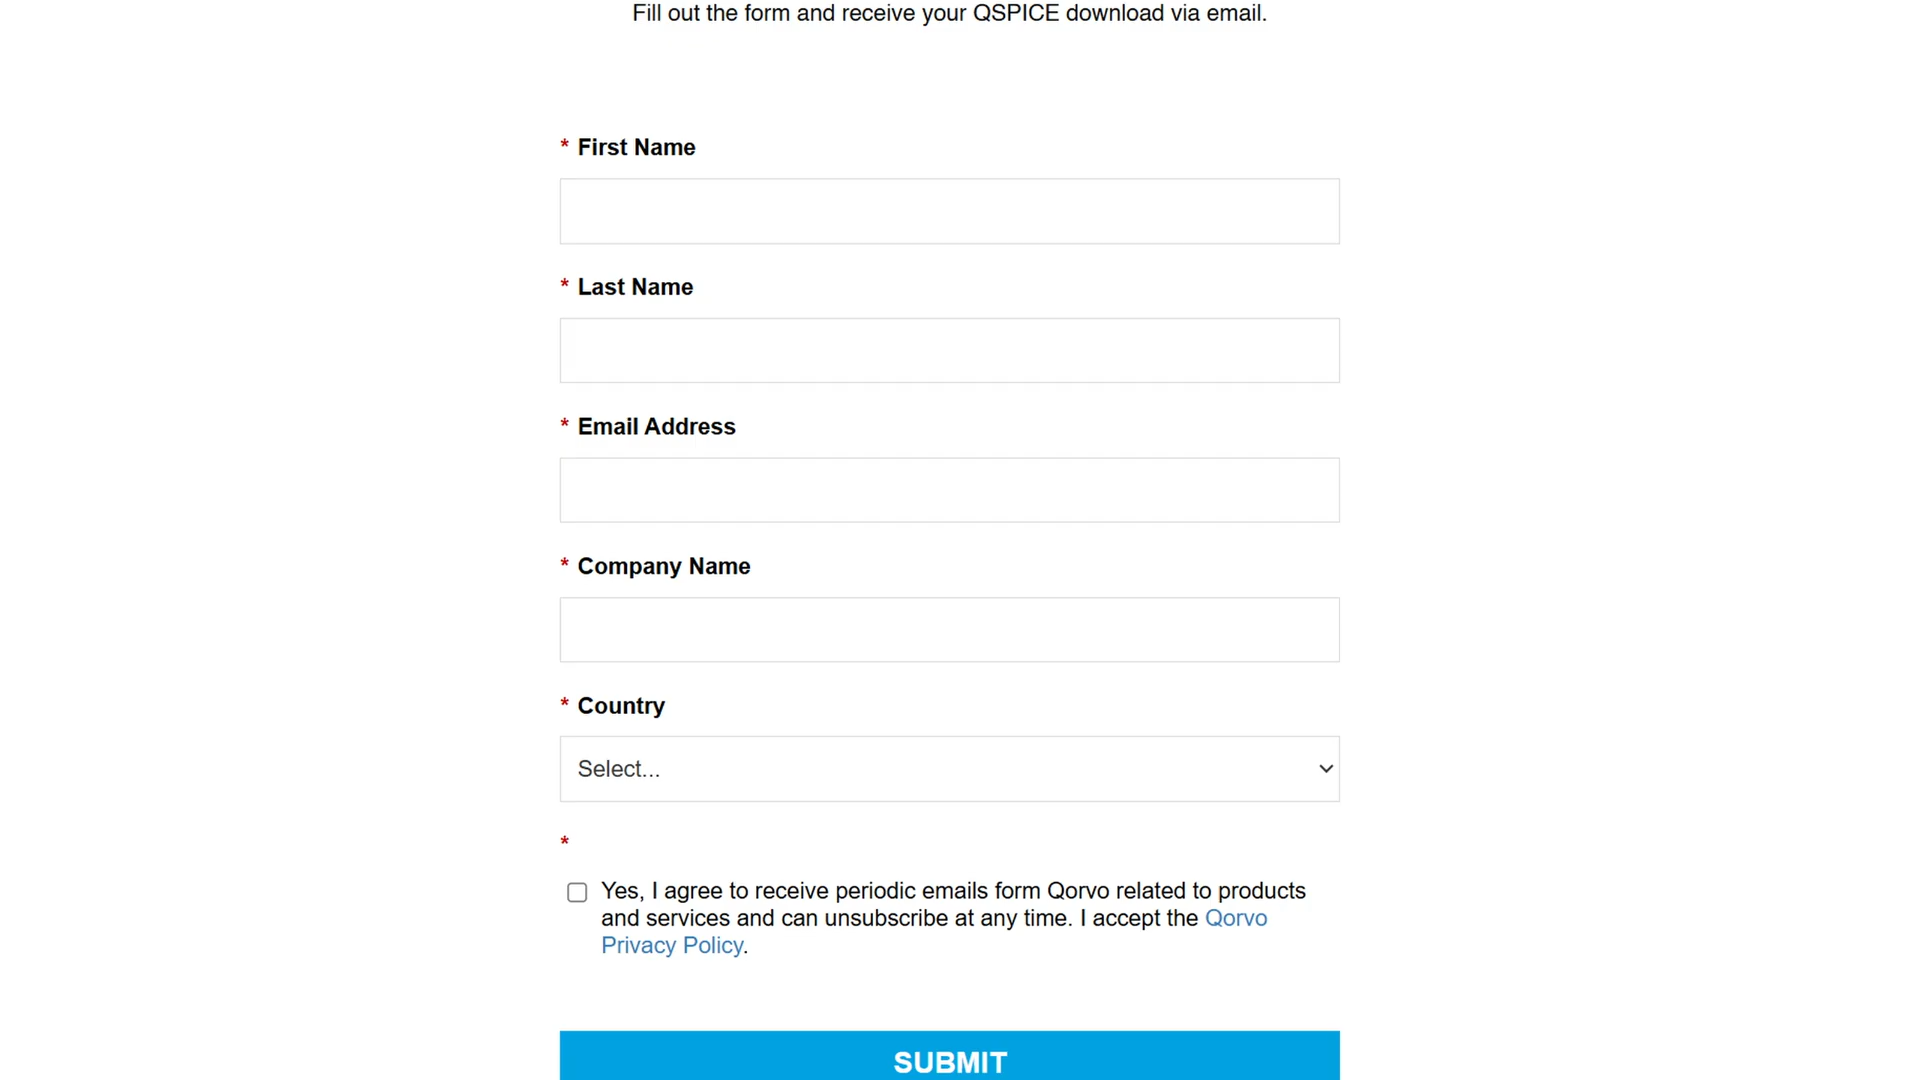 Fill out the form and receive your QSPICE download via email.
* First Name
* Last Name
* Email Address
* Company Name
* Country
Select...
*
Yes, I agree to receive periodic emails form Qorvo related to products
and services and can unsubscribe at any time. I accept the Qorvo
Privacy Policy.
SUBMIT